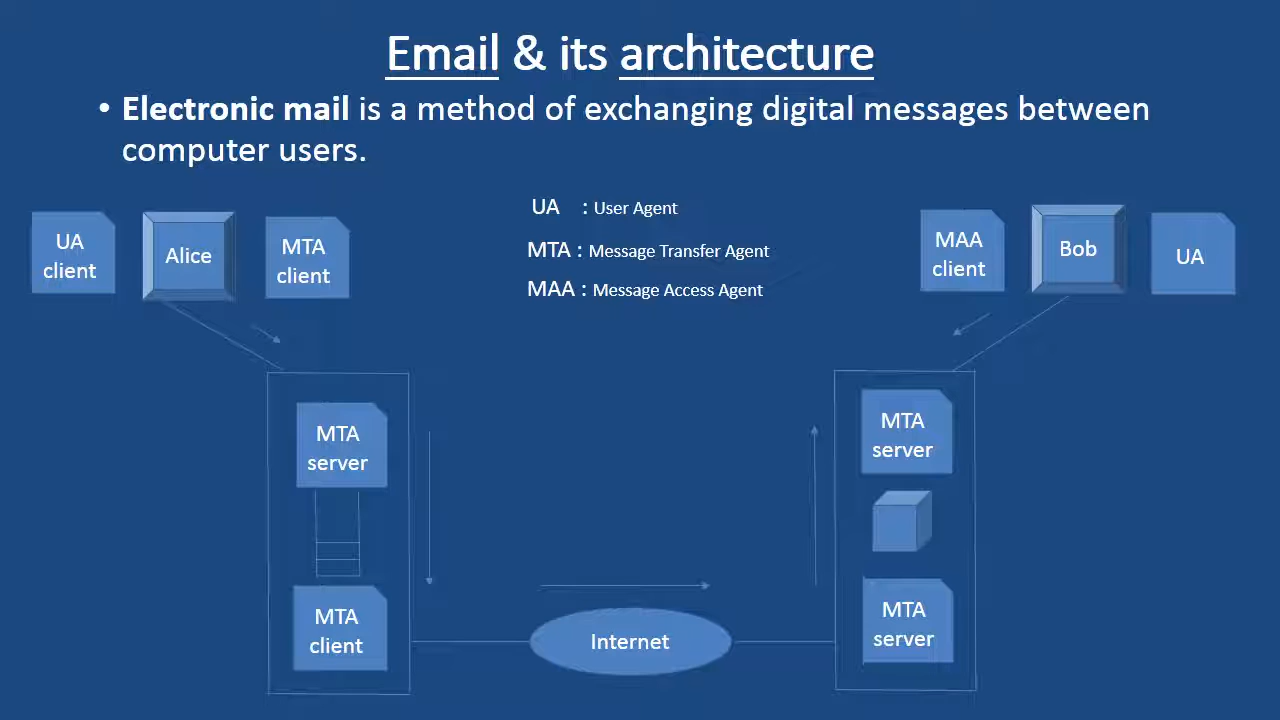 Email & its architecture
• Electronic mail is a method of exchanging digital messages between
computer users.
UA : User Agent
MTA : Message Transfer Agent
MAA : Message Access Agent
UA
client
Alice
MTA
client
MAA
client
Bob
UA
MTA
server
MTA
client
Internet
MTA
server
MTA
server